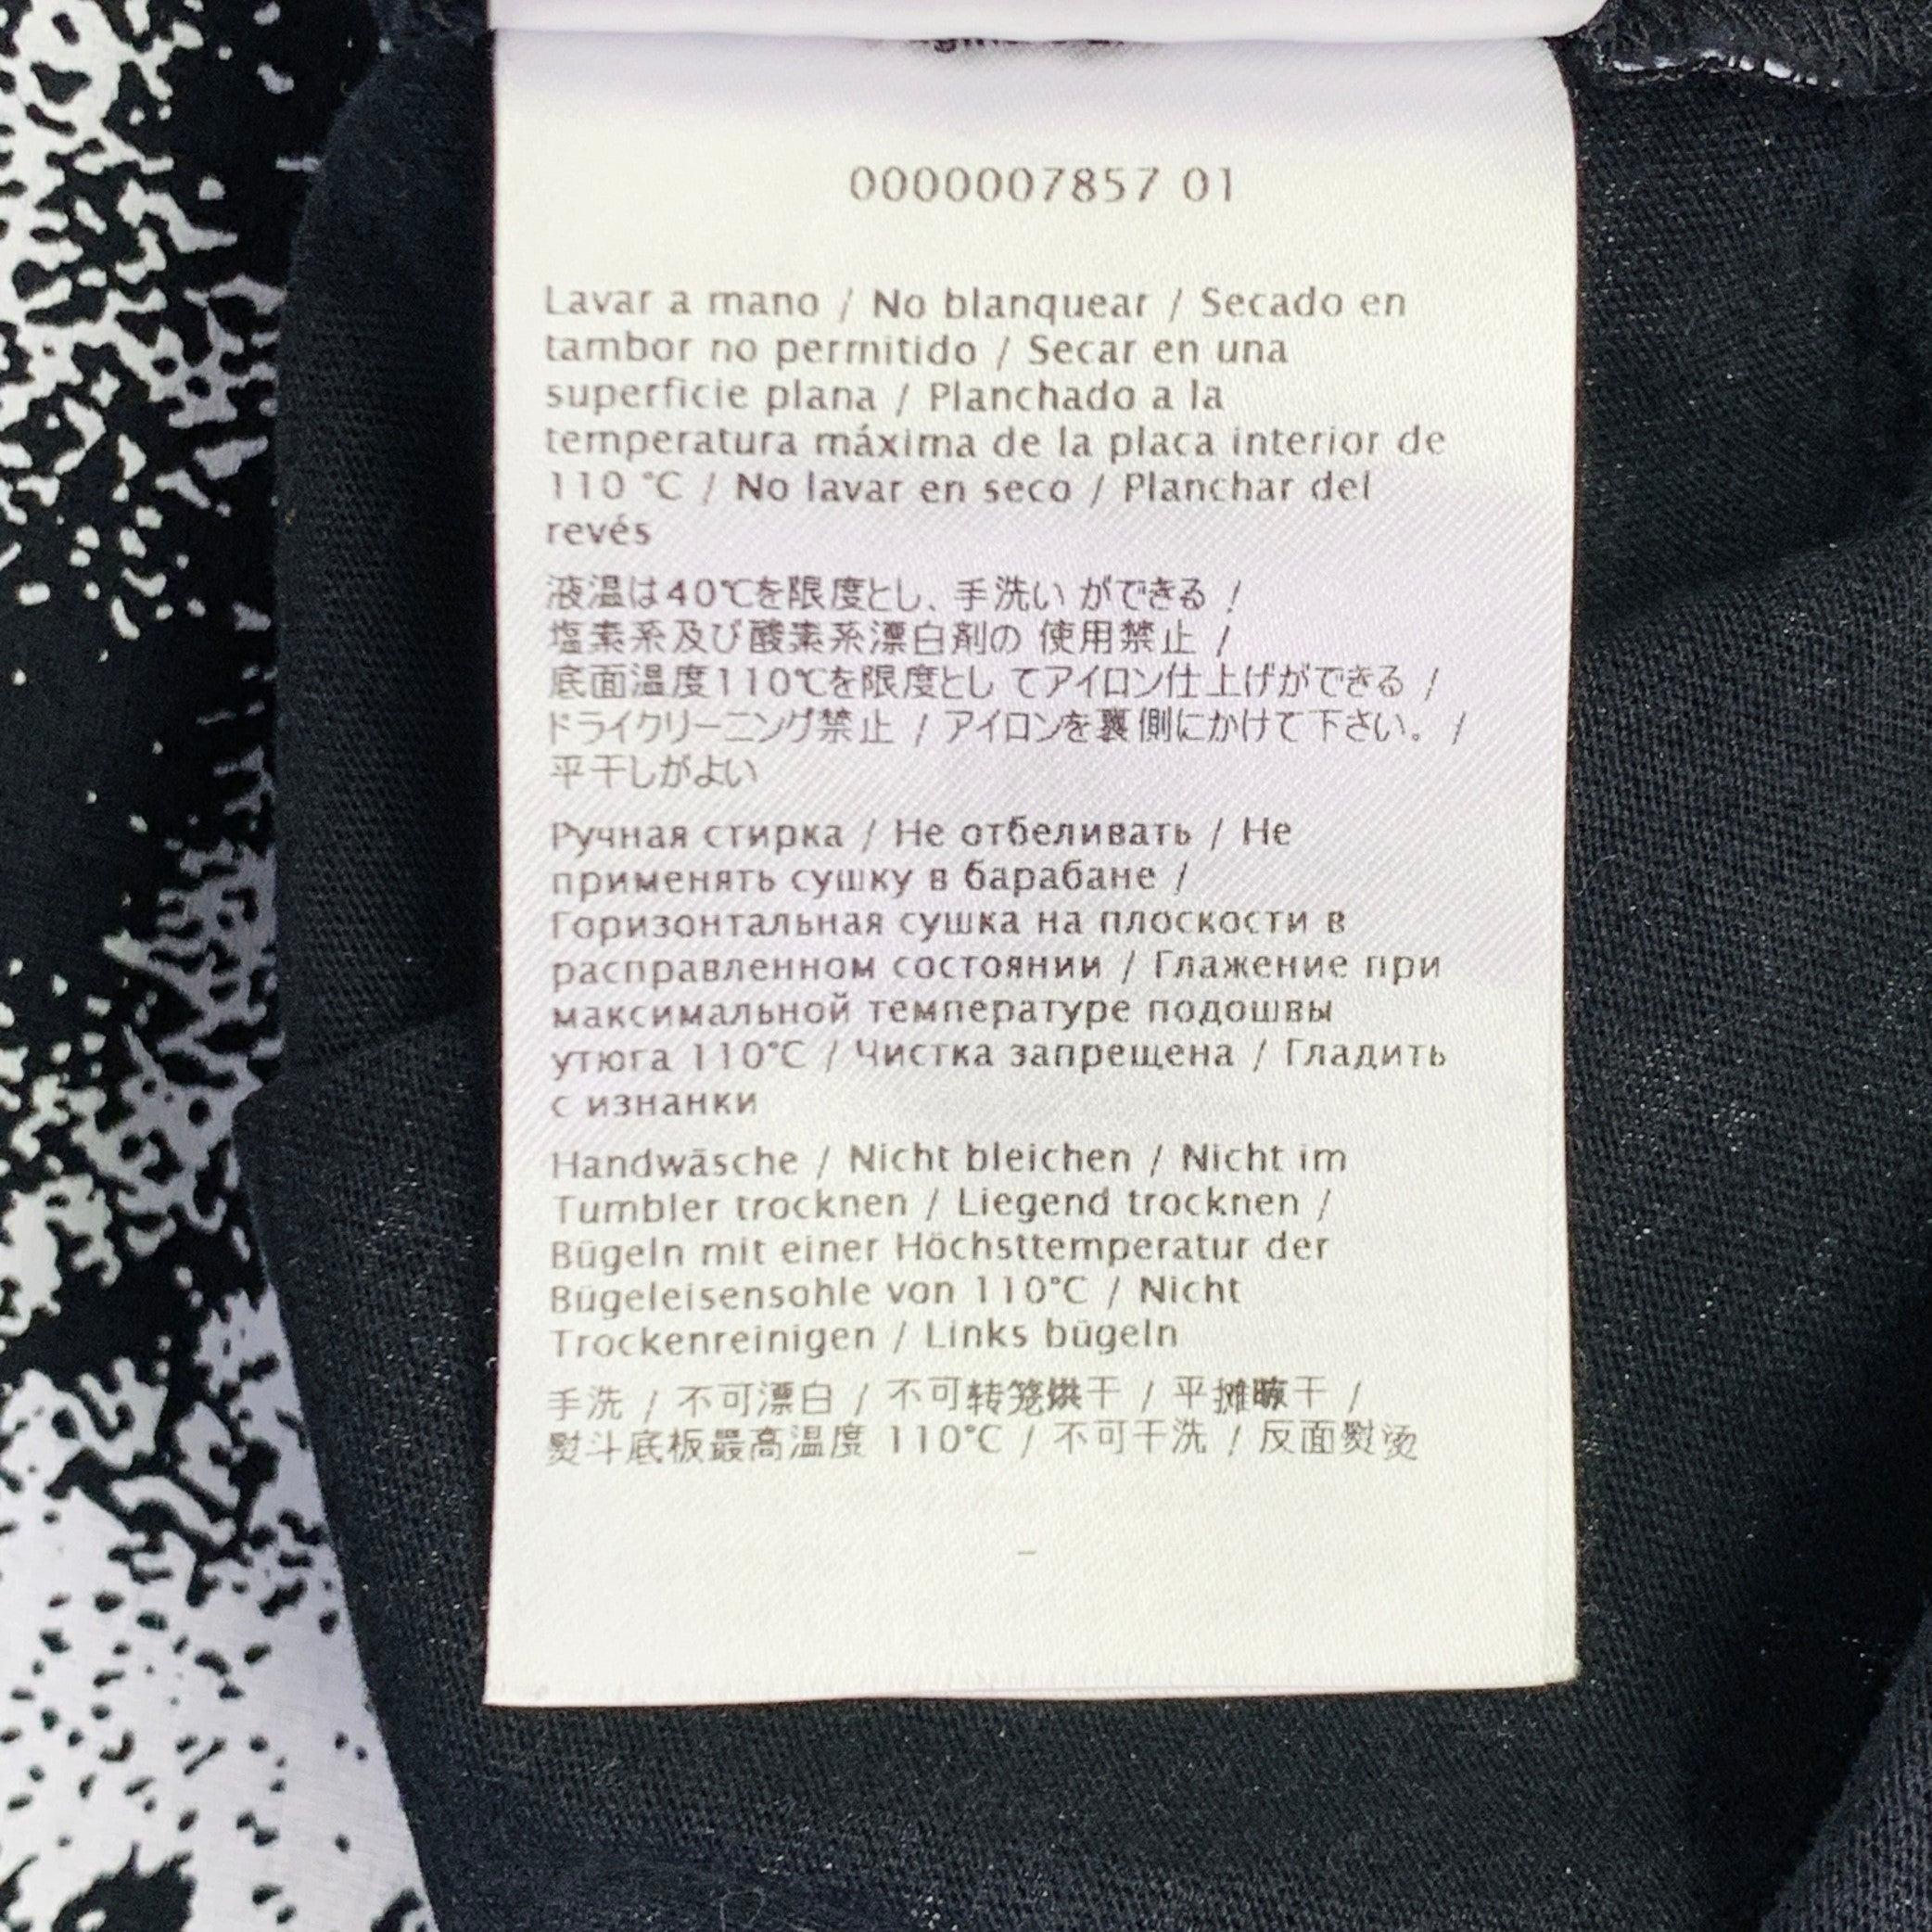 0000007857 01
Lavar a mano / No blanquear / Secado en
tambor no permitido / Secar en una
superficie plana / Planchado a la
temperatura máxima de la placa interior de
110 °C / No lavar en seco / Planchar del
revés
液温は40℃を限度とし、手洗い ができる /
塩素系及び酸素系漂白剤の 使用禁止 /
底面温度110℃を限度とし てアイロン仕上げができる /
ドライクリーニング禁止 / アイロンを裏側にかけて下さい。 /
平干しがよい
Ручная стирка / Не отбеливать / Не
применять сушку в барабане /
Горизонтальная сушка на плоскости в
расправленном состоянии / Глажение при
максимальной температуре подошвы
утюга 110°C / Чистка запрещена / Гладить
с изнанки
Handwäsche / Nicht bleichen / Nicht im
Tumbler trocknen / Liegend trocknen /
Bügeln mit einer Höchsttemperatur der
Bügeleisensohle von 110°C / Nicht
Trockenreinigen / Links bügeln
手洗 / 不可漂白 / 不可转笼烘干 / 平摊晾干 /
熨斗底板最高温度 110°C / 不可干洗 / 反面熨烫